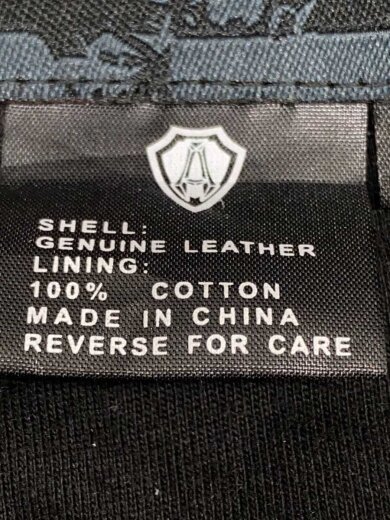 SHELL:
GENUINE LEATHER
LINING:
100% COTTON
MADE IN CHINA
REVERSE FOR CARE